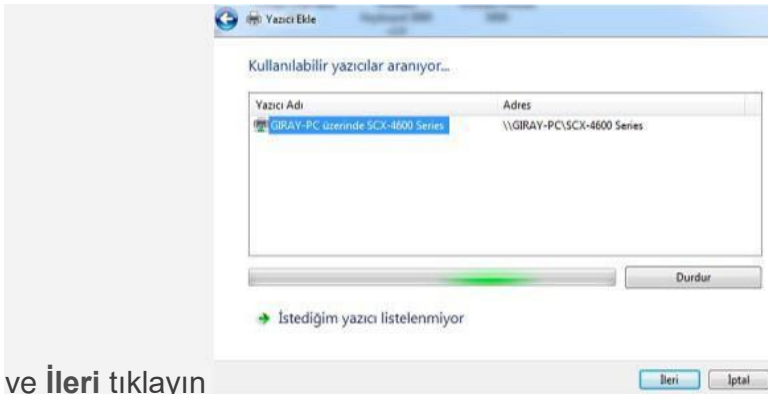 Yazıcı Ekle
Kullanılabilir yazıcılar aranıyor...
Yazıcı Adı Adres
GIRAY-PC üzerinde SCX-4600 Series \\GIRAY-PC\SCX-4600 Series
Durdur
İstediğim yazıcı listelenmiyor
İleri İptal
ve İleri tıklayın